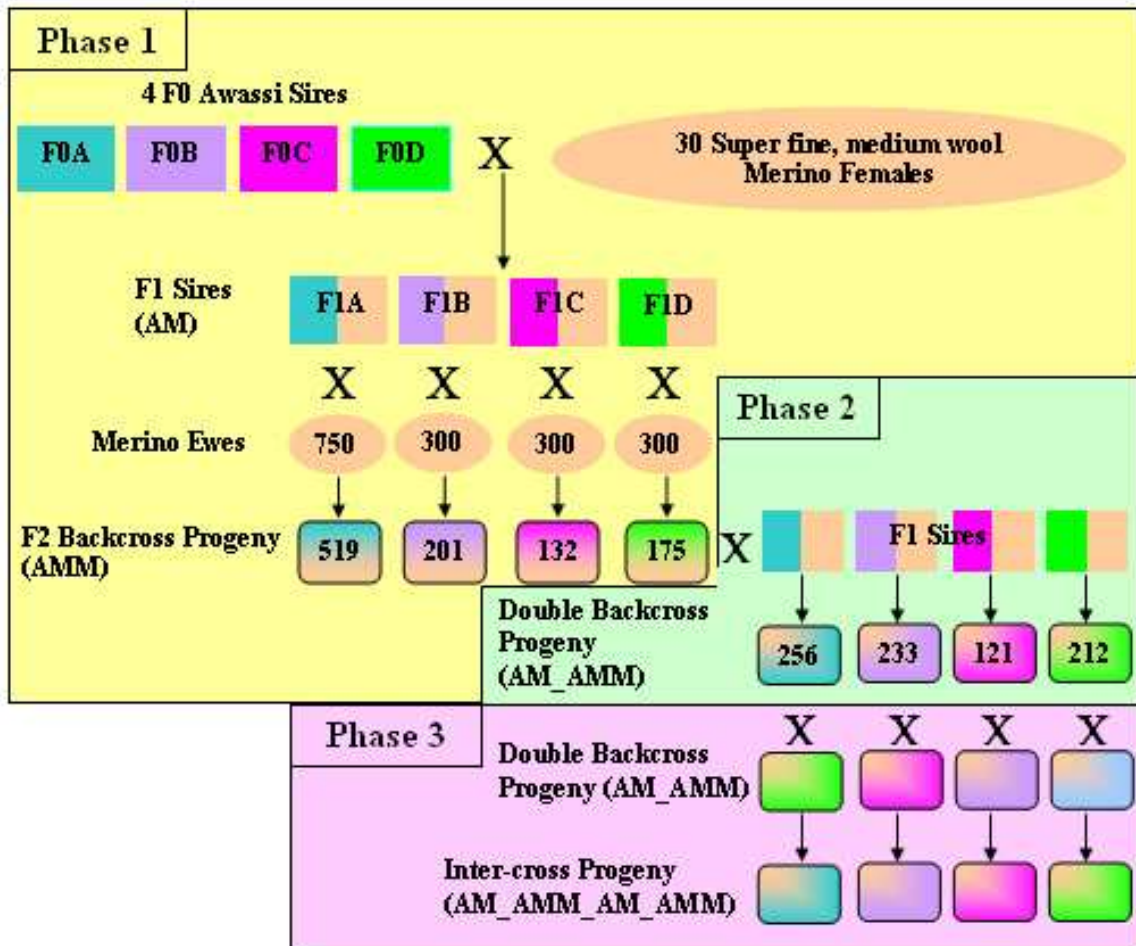 Phase 1
4 F0 Awassi Sires
F0A F0B F0C F0D X
30 Super fine, medium wool
Merino Females
F1 Sires
(AM)
F1A F1B F1C F1D
X X X X
Merino Ewes
750 300 300 300
F2 Backcross Progeny
(AMM)
519 201 132 175
Phase 2
X
F1 Sires
Double Backcross
Progeny
(AM_AMM)
256 233 121 212
Phase 3
X X X X
Double Backcross
Progeny (AM_AMM)
Inter-cross Progeny
(AM_AMM_AM_AMM)